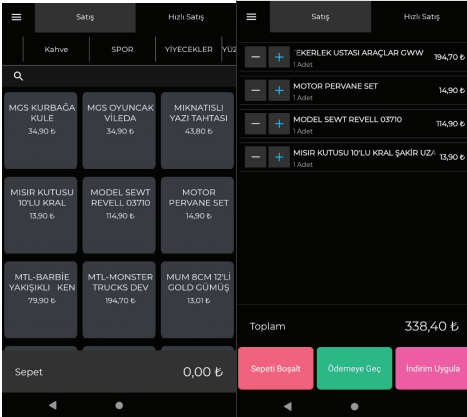 Satış
Hızlı Satış
Kahve
SPOR
YİYECEKLER
YÜZ
MGS KURBAĞA
KULE
34,90 ₺
MGS OYUNCAK
VİLEDA
34,90 ₺
MIKNATISLI
YAZI TAHTASI
43,80 ₺
MISIR KUTUSU
10'LU KRAL
13,90 ₺
MODEL SEWT
REVELL 03710
114,90 ₺
MOTOR
PERVANE SET
14,90 ₺
MTL-BARBİE
YAKIŞIKLI KEN
79,90 ₺
MTL-MONSTER
TRUCKS DEV
194,70 ₺
MUM 8CM 12'Lİ
GOLD GÜMÜŞ
13,01 ₺
Sepet
0,00 ₺
Satış
Hızlı Satış
EKERLEK USTASI ARAÇLAR GWW
194,70 ₺
1 Adet
MOTOR PERVANE SET
14,90 ₺
1 Adet
MODEL SEWT REVELL 03710
114,90 ₺
1 Adet
MISIR KUTUSU 10'LU KRAL ŞAKİR UZA
13,90 ₺
1 Adet
Toplam
338,40 ₺
Sepeti Boşalt
Ödemeye Geç
İndirim Uygula